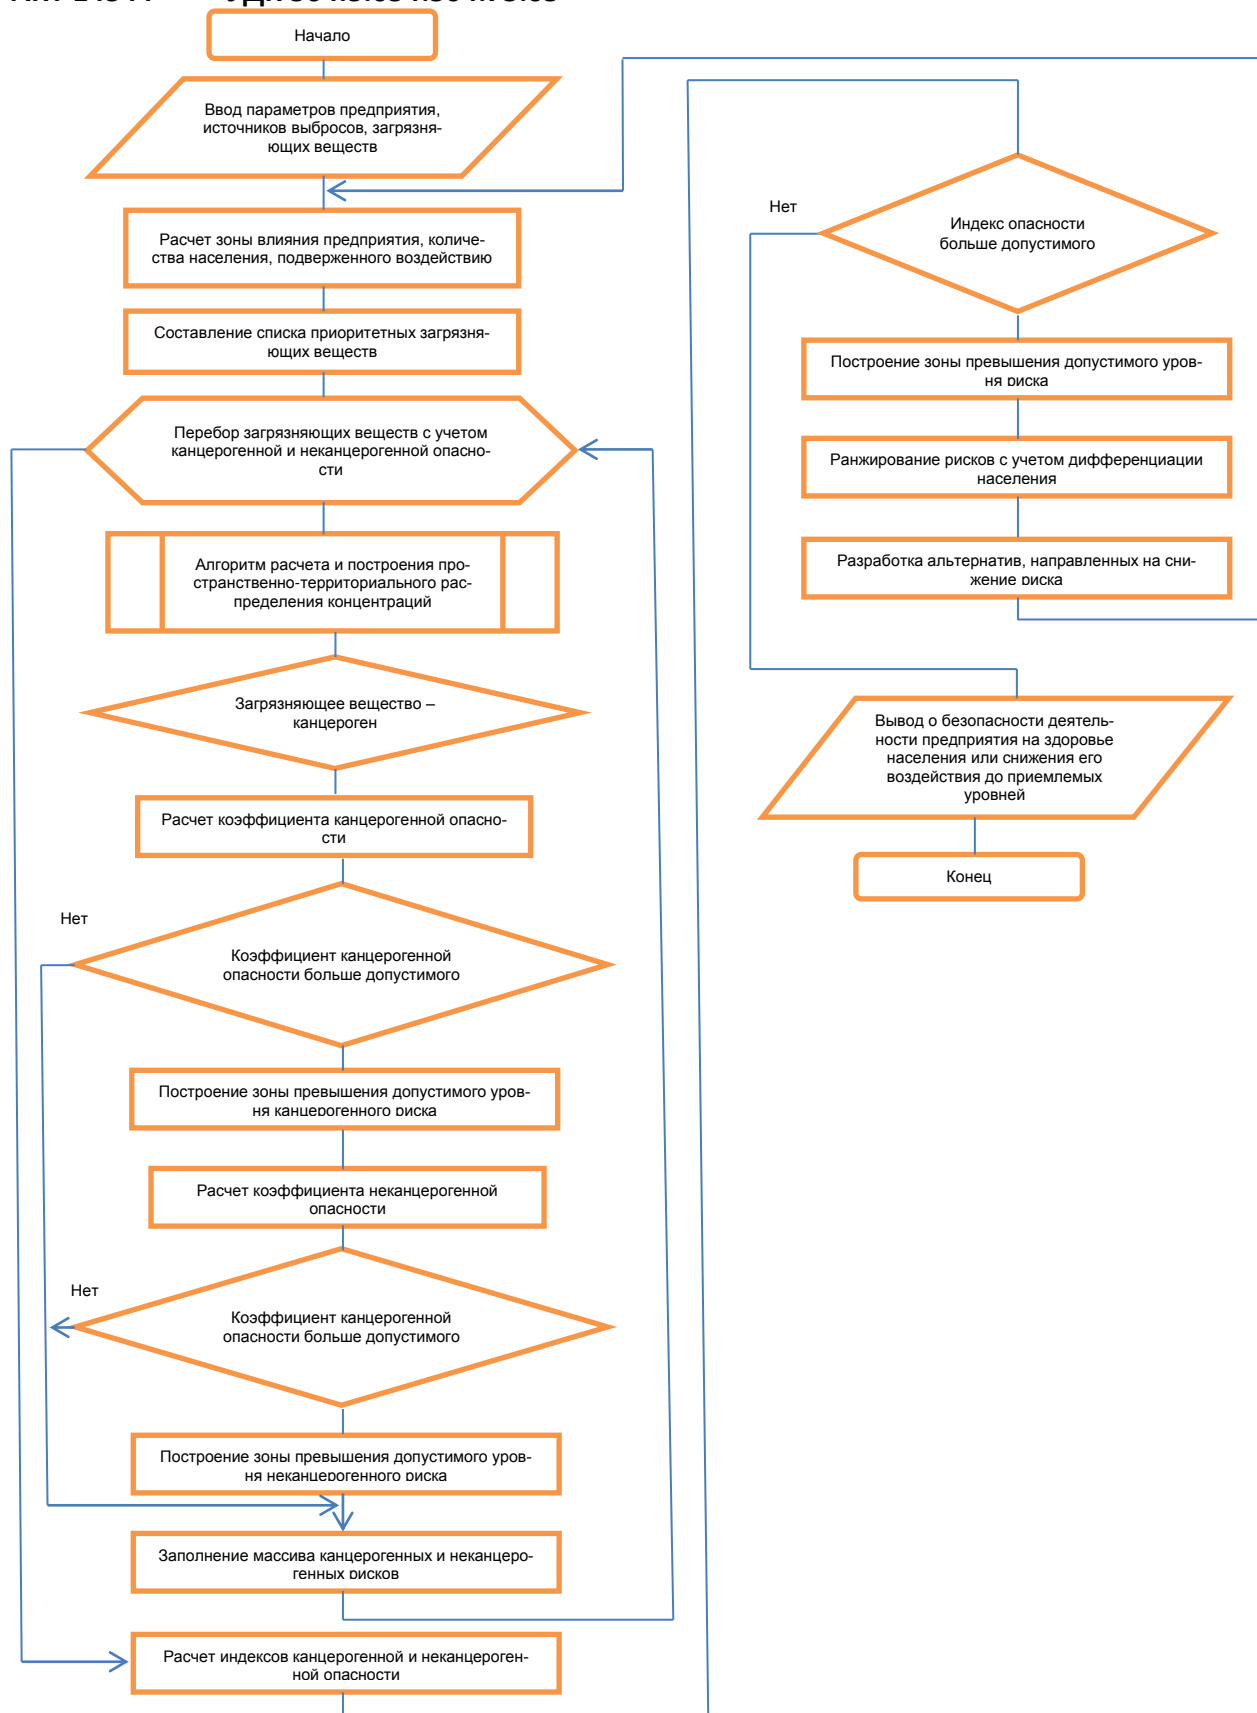 Начало
Ввод параметров предприятия,
источников выбросов, загрязня-
ющих веществ
Расчет зоны влияния предприятия, количе-
ства населения, подверженного воздействию
Составление списка приоритетных загрязня-
ющих веществ
Перебор загрязняющих веществ с учетом
канцерогенной и неканцерогенной опасно-
сти
Алгоритм расчета и построения про-
странственно-территориального рас-
пределения концентраций
Загрязняющее вещество –
канцероген
Расчет коэффициента канцерогенной опасно-
сти
Нет
Коэффициент канцерогенной
опасности больше допустимого
Построение зоны превышения допустимого уров-
ня канцерогенного риска
Расчет коэффициента неканцерогенной
опасности
Нет
Коэффициент канцерогенной
опасности больше допустимого
Построение зоны превышения допустимого уров-
ня неканцерогенного риска
Заполнение массива канцерогенных и неканцеро-
генных рисков
Расчет индексов канцерогенной и неканцероген-
ной опасности
Нет
Индекс опасности
больше допустимого
Построение зоны превышения допустимого уров-
ня риска
Ранжирование рисков с учетом дифференциации
населения
Разработка альтернатив, направленных на сни-
жение риска
Вывод о безопасности деятель-
ности предприятия на здоровье
населения или снижения его
воздействия до приемлемых
уровней
Конец